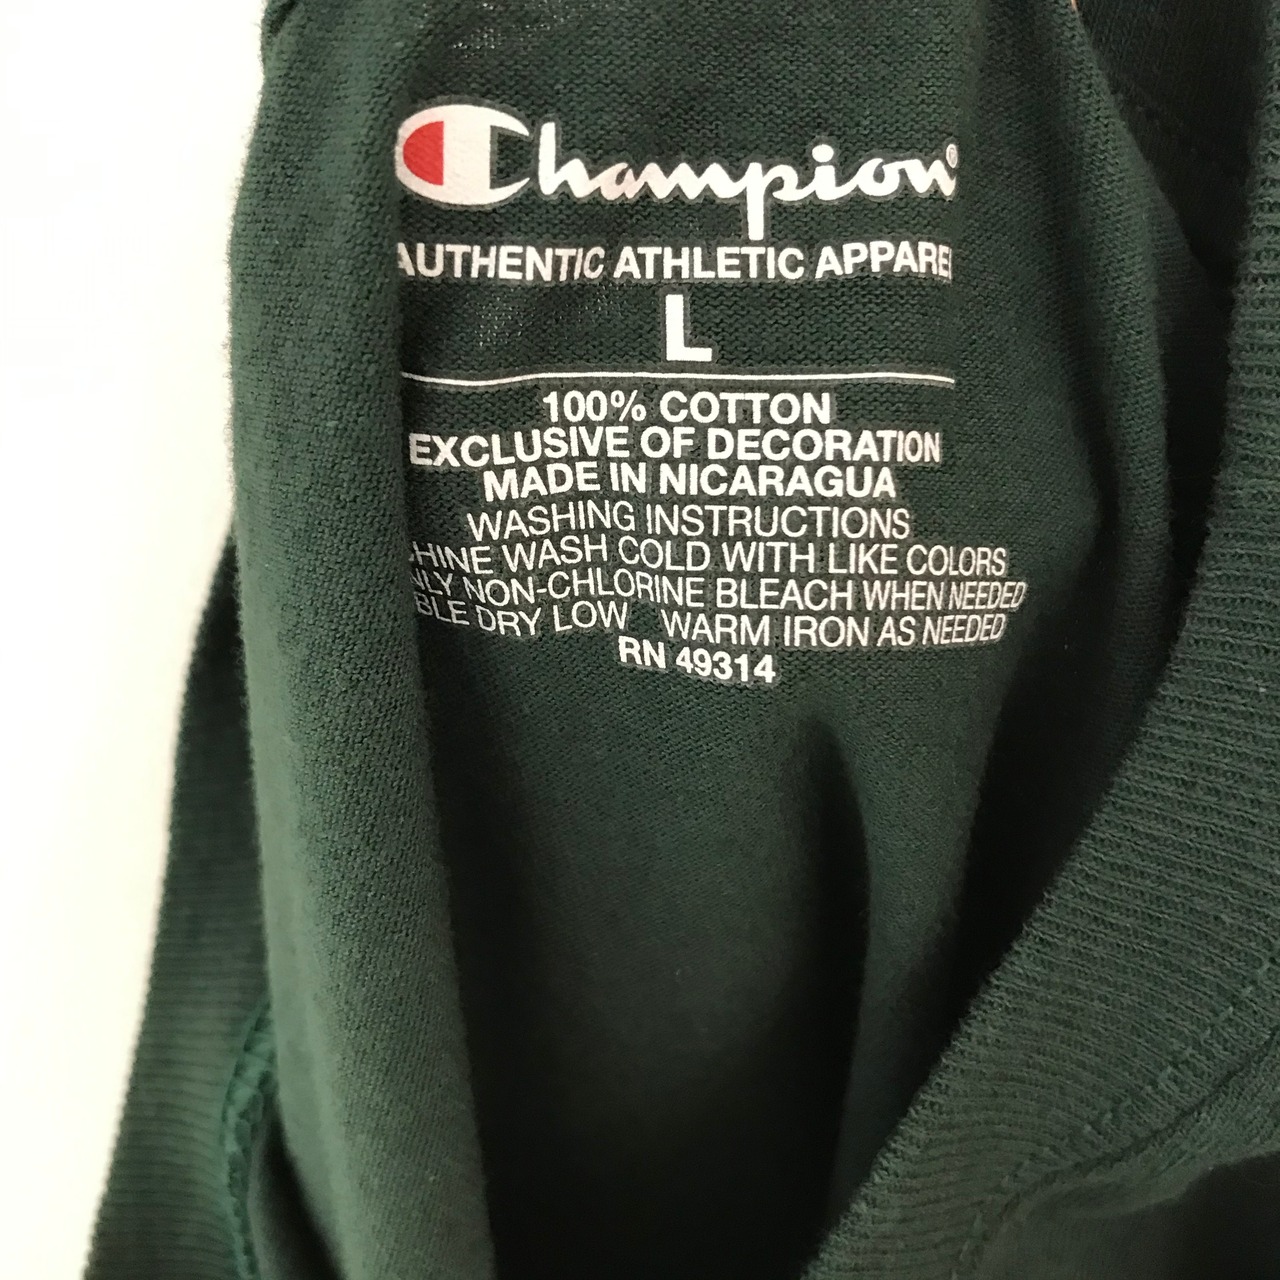 Champion®
AUTHENTIC ATHLETIC APPAREL
L
100% COTTON
EXCLUSIVE OF DECORATION
MADE IN NICARAGUA
WASHING INSTRUCTIONS
HINE WASH COLD WITH LIKE COLORS
NLY NON-CHLORINE BLEACH WHEN NEEDED
BLE DRY LOW WARM IRON AS NEEDED
RN 49314